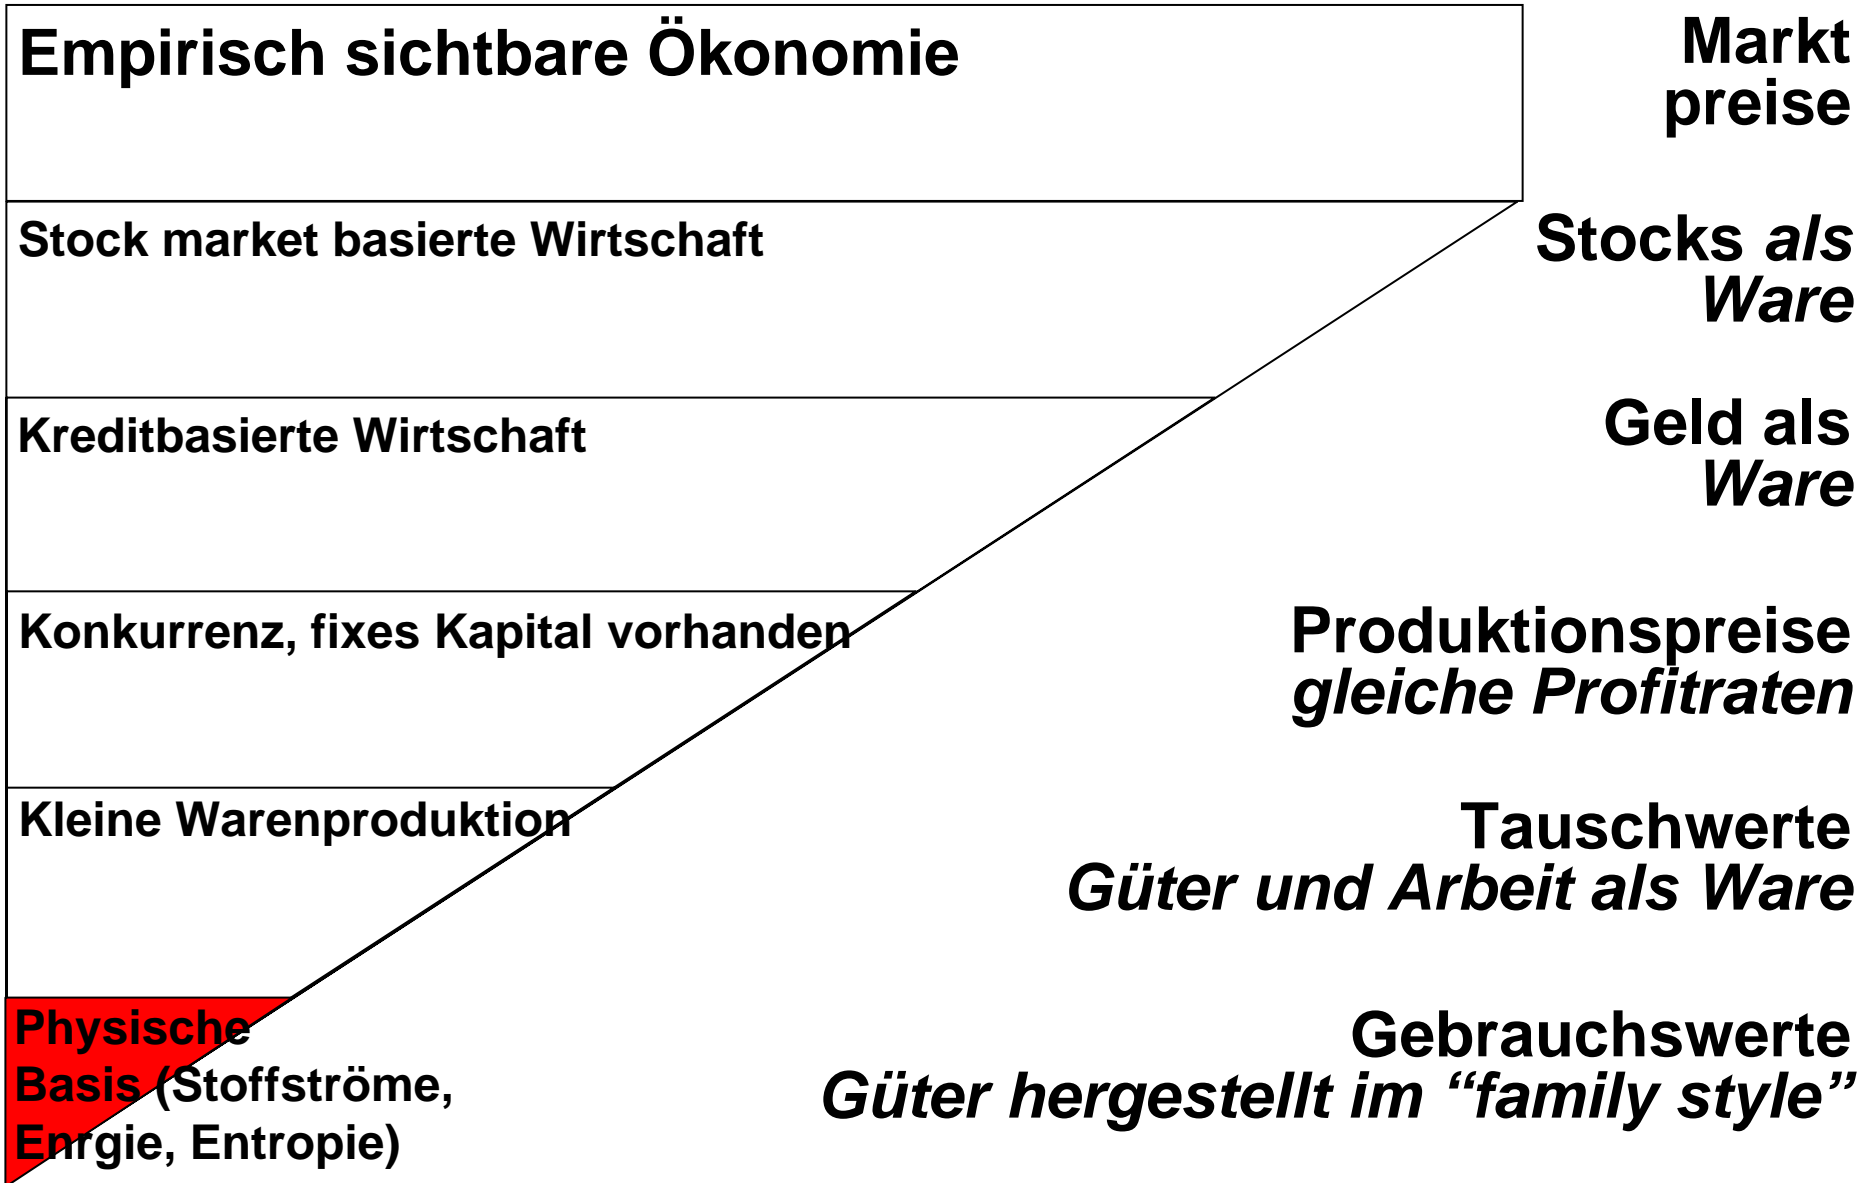 Empirisch sichtbare Ökonomie
Markt
preise
Stock market basierte Wirtschaft
Stocks als
Ware
Kreditbasierte Wirtschaft
Geld als
Ware
Konkurrenz, fixes Kapital vorhanden
Produktionspreise
gleiche Profitraten
Kleine Warenproduktion
Tauschwerte
Güter und Arbeit als Ware
Physische
Basis (Stoffströme,
Enrgie, Entropie)
Gebrauchswerte
Güter hergestellt im “family style”